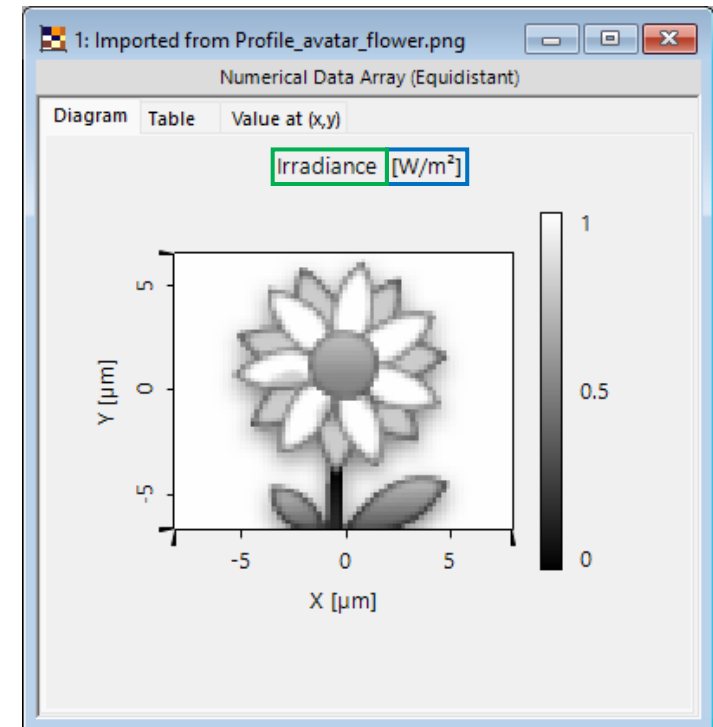 1: Imported from Profile_avatar_flower.png
Numerical Data Array (Equidistant)
Diagram Table Value at (x,y)
Irradiance [W/m²]
1
0.5
0
Y [µm]
5
0
-5
-5 0 5
X [µm]